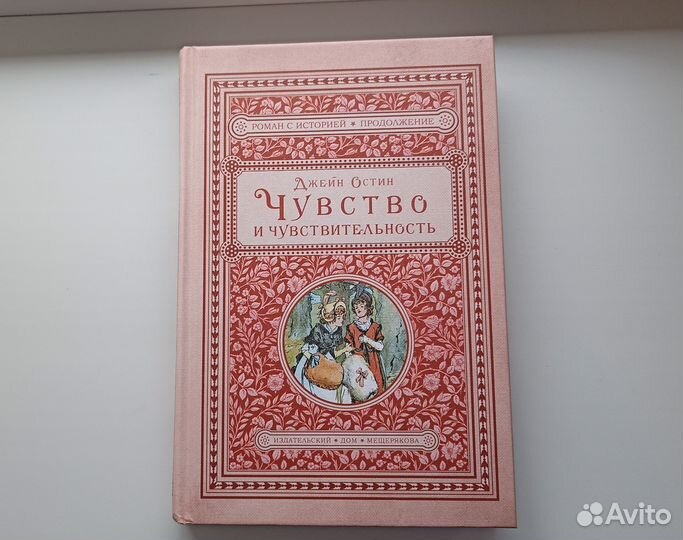 РОМАН С ИСТОРИЕЙ ★ ПРОДОЛЖЕНИЕ
ДЖЕЙН ОСТИН
ЧУВСТВО
И ЧУВСТВИТЕЛЬНОСТЬ
ИЗДАТЕЛЬСКИЙ ★ ДОМ ★ МЕЩЕРЯКОВА
Avito